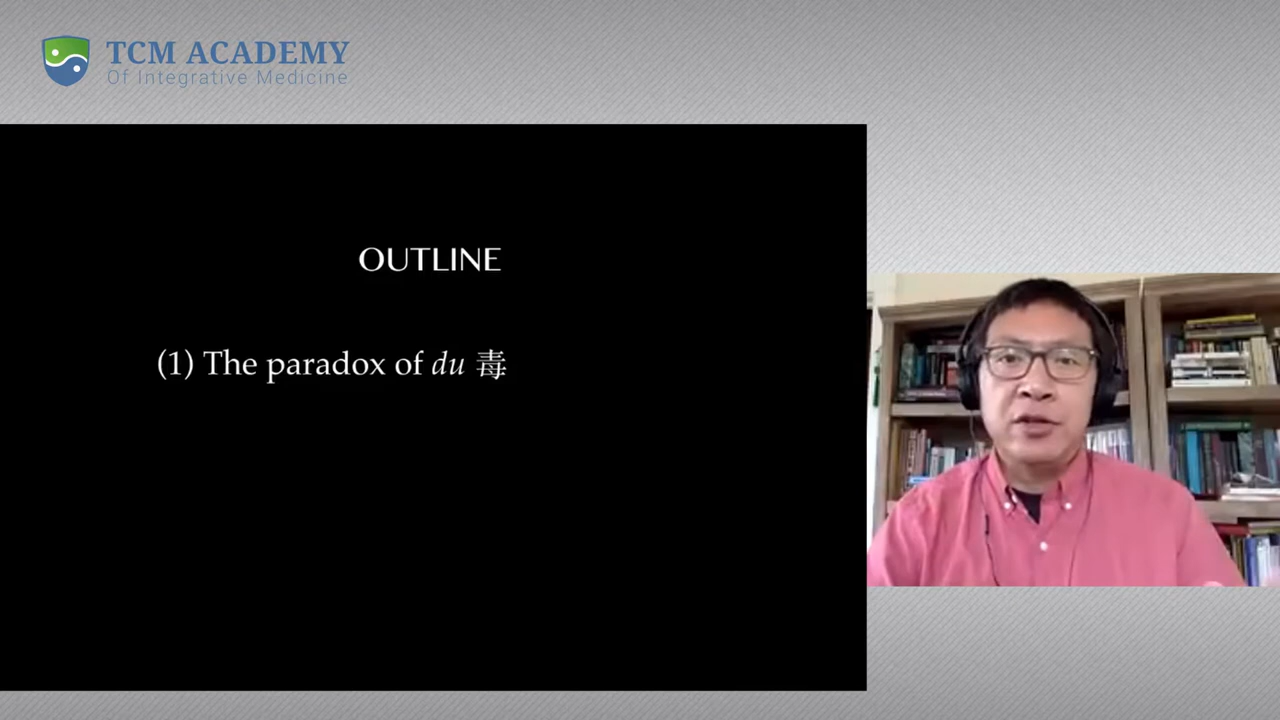 TCM ACADEMY
Of Integrative Medicine
OUTLINE
(1) The paradox of du 毒